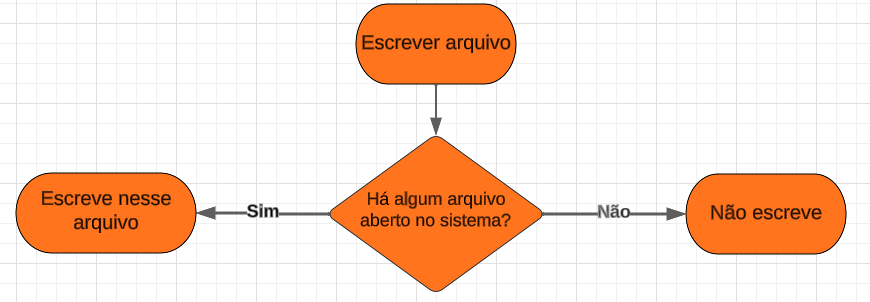 Escrever arquivo
Há algum arquivo
aberto no sistema?
Escreve nesse
arquivo
Sim
Não
Não escreve